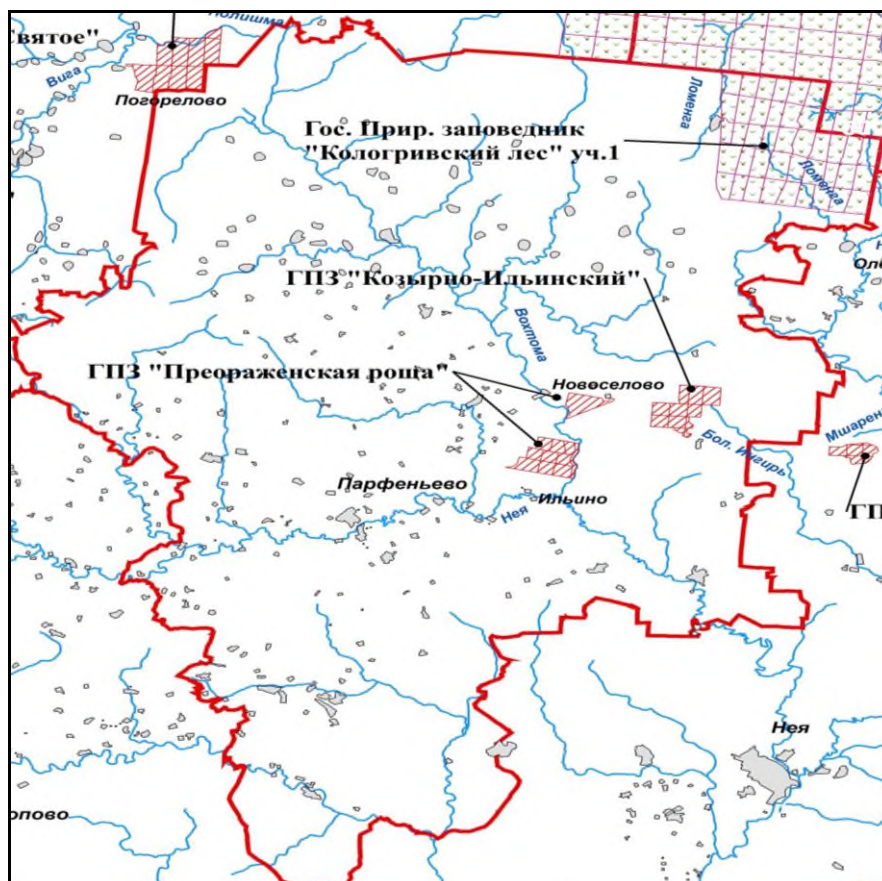 Полишма
Святое"
Вига
Погорелово
Ломенга
Гос. Прир. заповедник
"Кологривский лес" уч.1
Ломенга
ГПЗ "Козырно-Ильинский"
Вохтома
ГПЗ "Преораженская роща"
Новоселово
Мшарен
Бол. Ингирь
Парфеньево
Ильино
Нея
ГП
Нея
опово